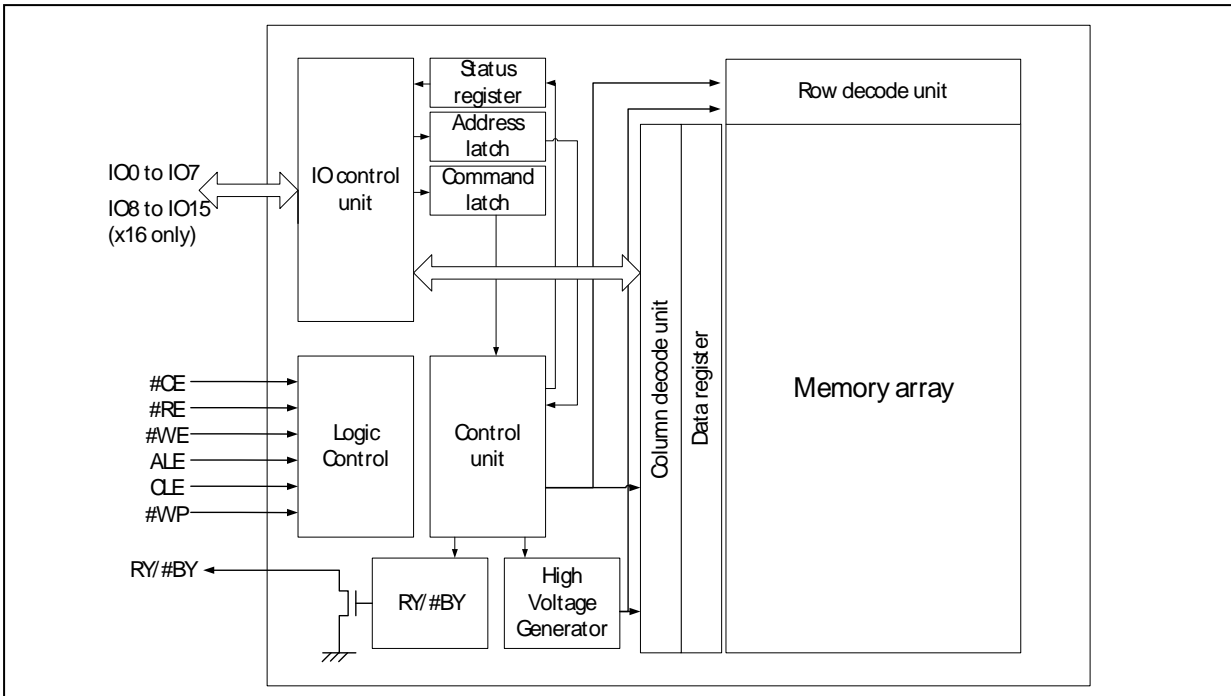 Status
register
Address
latch
Command
latch
IO control
unit
IO0 to IO7
IO8 to IO15
(x16 only)
Row decode unit
Column decode unit
Data register
Memory array
#CE
#RE
#WE
ALE
CLE
#WP
Logic
Control
Control
unit
RY/#BY
RY/#BY
High
Voltage
Generator